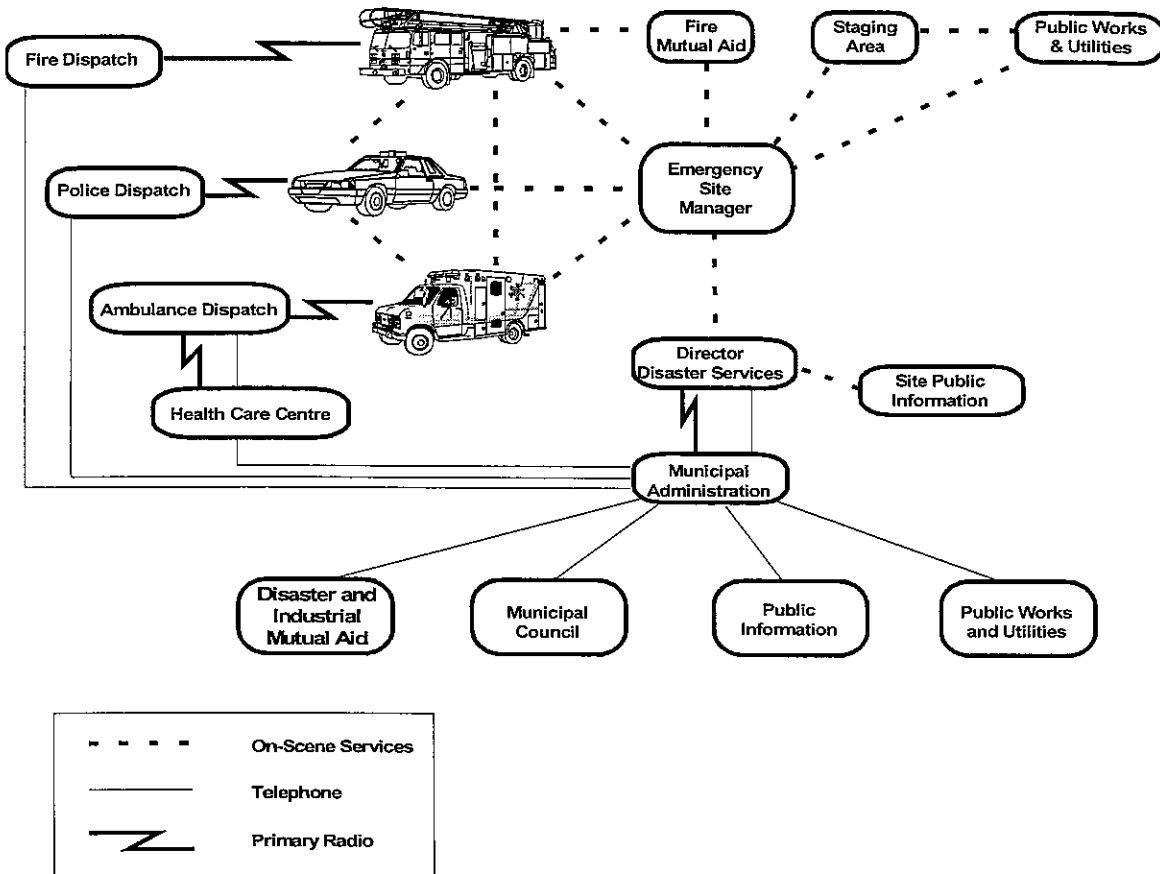 Fire Dispatch
Fire
Mutual Aid
Staging
Area
Public Works
& Utilities
Police Dispatch
Emergency
Site
Manager
Ambulance Dispatch
Director
Disaster Services
Site Public
Information
Health Care Centre
Municipal
Administration
Disaster and
Industrial
Mutual Aid
Municipal
Council
Public
Information
Public Works
and Utilities
On-Scene Services
Telephone
Primary Radio